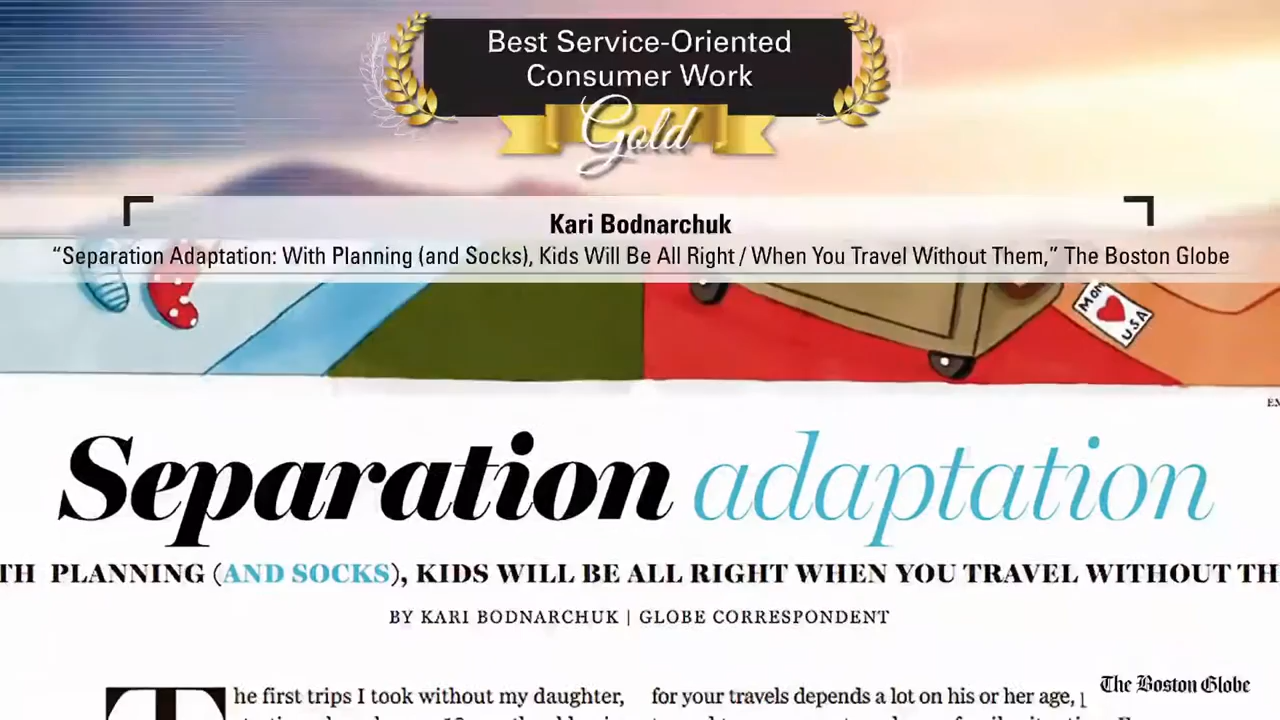 Best Service-Oriented
Consumer Work
Gold
Kari Bodnarchuk
“Separation Adaptation: With Planning (and Socks), Kids Will Be All Right / When You Travel Without Them,” The Boston Globe
Mom
USA
Separation adaptation
PLANNING (AND SOCKS), KIDS WILL BE ALL RIGHT WHEN YOU TRAVEL WITHOUT
BY KARI BODNARCHUK | GLOBE CORRESPONDENT
The first trips I took without my daughter,
for your travels depends a lot on his or her age,
The Boston Globe